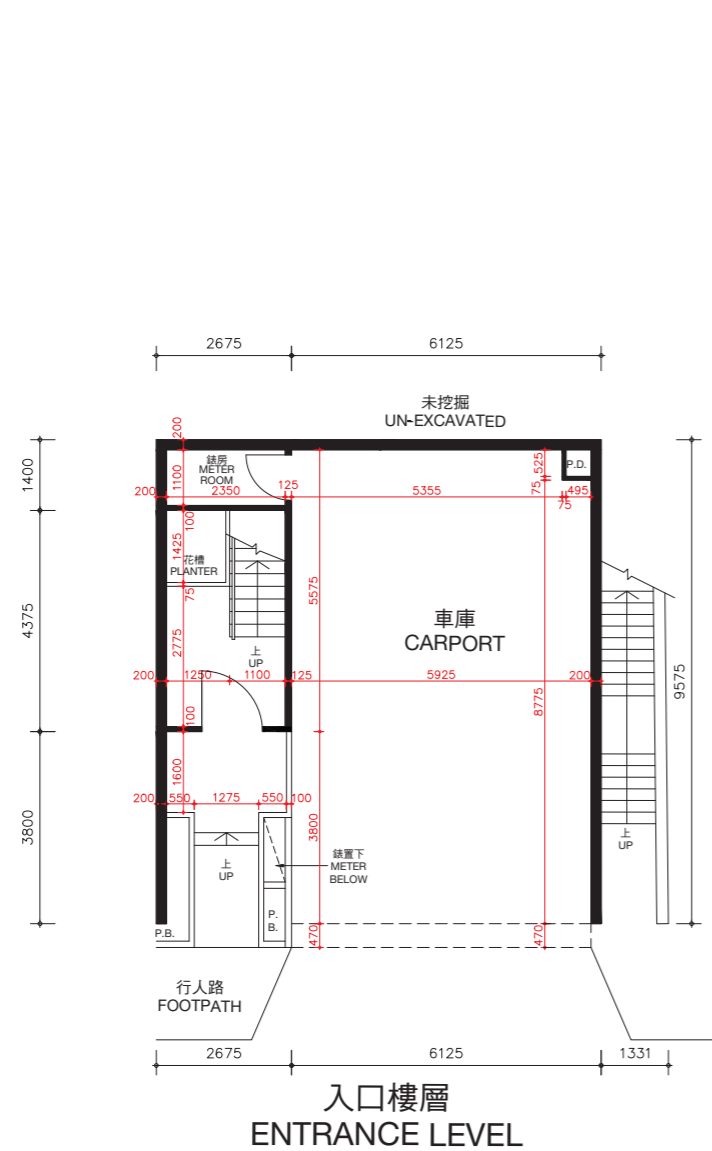 2675
6125
未挖掘
UN-EXCAVATED
200
1400
1100
錶房
METER
ROOM
525
P.D.
200
2350
125
5355
75
495
75
100
1425
花槽
PLANTER
75
5575
4375
車庫
CARPORT
2775
上
UP
200
1250
1100
125
5925
200
9575
8775
100
1600
200
550
1275
550
100
3800
3800
上
UP
錶置下
METER
BELOW
上
UP
P.
B.
P.B.
470
470
行人路
FOOTPATH
2675
6125
1331
入口樓層
ENTRANCE LEVEL